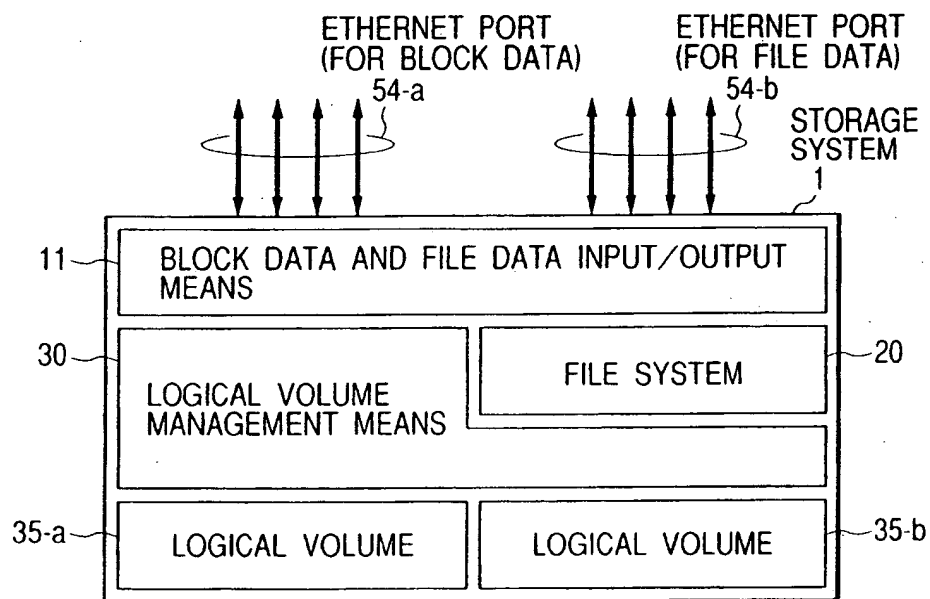 ETHERNET PORT
(FOR BLOCK DATA)
54-a
ETHERNET PORT
(FOR FILE DATA)
54-b
STORAGE
SYSTEM
1
11
BLOCK DATA AND FILE DATA INPUT/OUTPUT
MEANS
30
LOGICAL VOLUME
MANAGEMENT MEANS
FILE SYSTEM
20
35-a
LOGICAL VOLUME
LOGICAL VOLUME
35-b